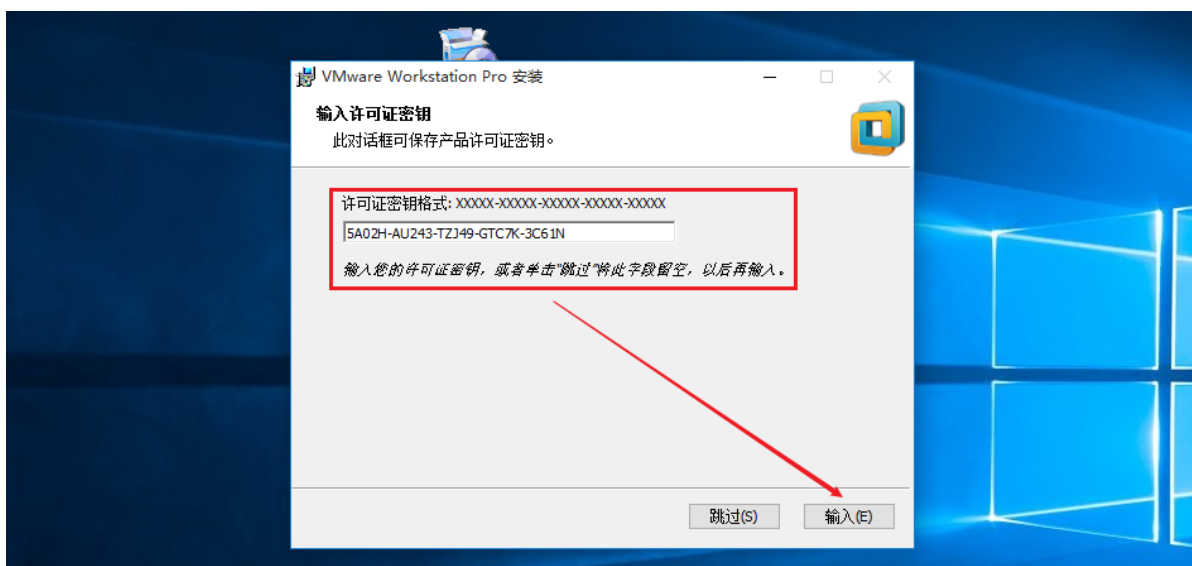 VMware Workstation Pro 安装
输入许可证密钥
此对话框可保存产品许可证密钥。
许可证密钥格式: XXXXX-XXXXX-XXXXX-XXXXX-XXXXX
5A02H-AU243-TZJ49-GTC7K-3C61N
输入您的许可证密钥，或者单击"跳过"将此字段留空，以后再输入。
跳过(S) 输入(E)